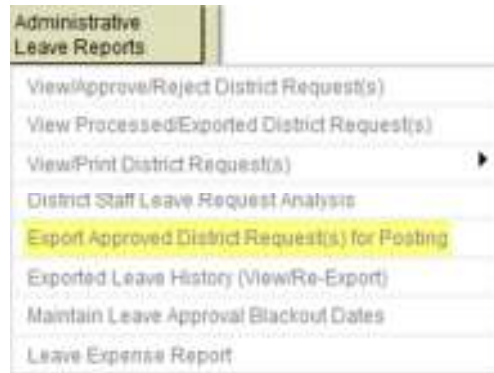 Administrative
Leave Reports
View/Approve/Reject District Request(s)
View Processed/Exported District Request(s)
View/Print District Request(s)
District Staff Leave Request Analysis
Export Approved District Request(s) for Posting
Exported Leave History (View/Re-Export)
Maintain Leave Approval Blackout Dates
Leave Expense Report